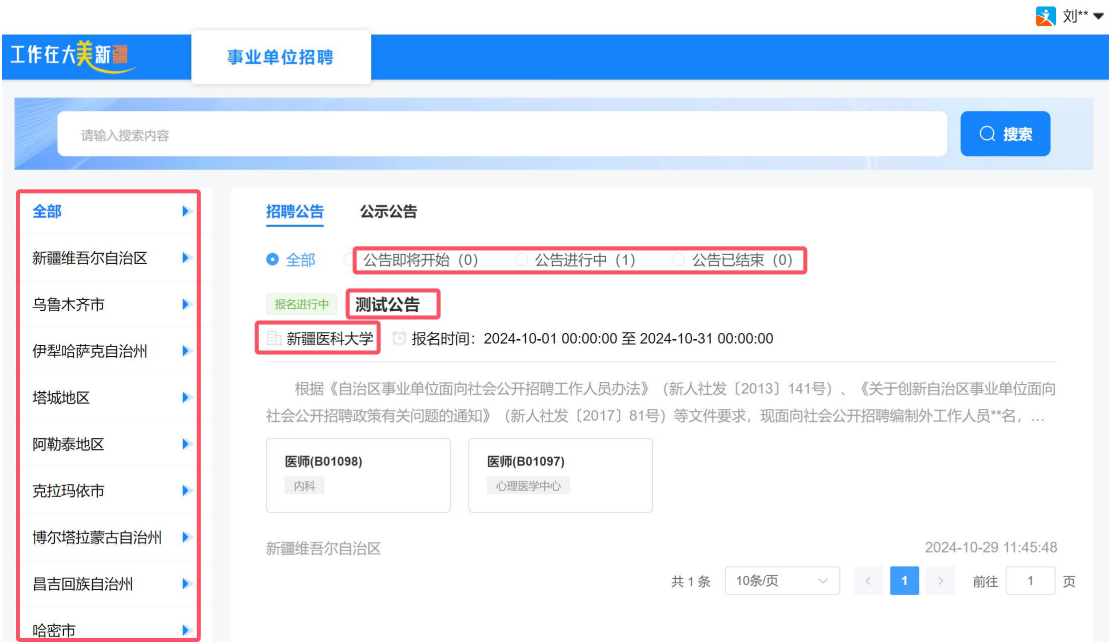 刘**
工作在大美新疆
事业单位招聘
请输入搜索内容
搜索
全部
新疆维吾尔自治区
乌鲁木齐市
伊犁哈萨克自治州
塔城地区
阿勒泰地区
克拉玛依市
博尔塔拉蒙古自治州
昌吉回族自治州
哈密市
招聘公告 公示公告
全部 公告即将开始（0） 公告进行中（1） 公告已结束（0）
报名进行中 测试公告
新疆医科大学 报名时间：2024-10-01 00:00:00 至 2024-10-31 00:00:00
根据《自治区事业单位面向社会公开招聘工作人员办法》（新人社发〔2013〕141号）、《关于创新自治区事业单位面向
社会公开招聘政策有关问题的通知》（新人社发〔2017〕81号）等文件要求，现面向社会公开招聘编制外工作人员**名，…
医师(B01098)
内科
医师(B01097)
心理医学中心
新疆维吾尔自治区 2024-10-29 11:45:48
共 1 条 10条/页 < 1 > 前往 1 页